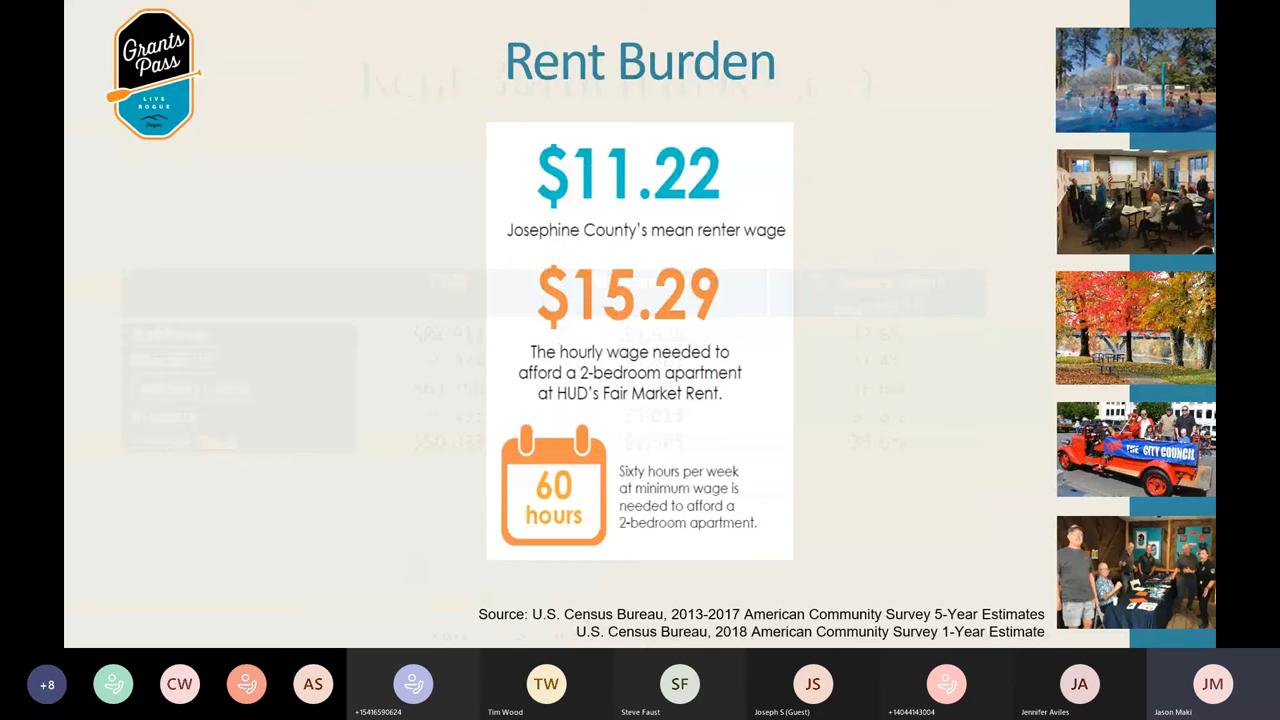 Grants
Pass
LIVE
ROGUE
Oregon
Rent Burden
$11.22
Josephine County's mean renter wage
$15.29
The hourly wage needed to
afford a 2-bedroom apartment
at HUD's Fair Market Rent.
60
hours
Sixty hours per week
at minimum wage is
needed to afford a
2-bedroom apartment.
THE CITY COUNCIL
Source: U.S. Census Bureau, 2013-2017 American Community Survey 5-Year Estimates
U.S. Census Bureau, 2018 American Community Survey 1-Year Estimate
+8
CW
AS
+15416590624
TW
Tim Wood
SF
Steve Faust
JS
Joseph S (Guest)
+14044143004
JA
Jennifer Aviles
JM
Jason Maki